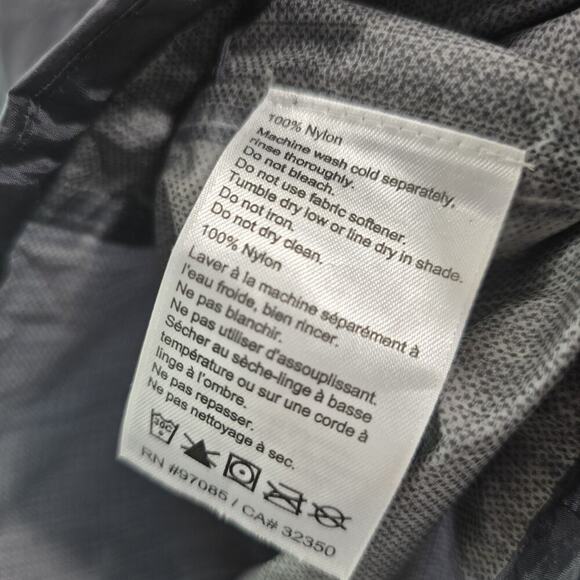 100% Nylon
Machine wash cold separately,
rinse thoroughly.
Do not bleach.
Do not use fabric softener.
Tumble dry low or line dry in shade.
Do not iron.
Do not dry clean.
100% Nylon
Laver à la machine séparément à
l'eau froide, bien rincer.
Ne pas blanchir.
Ne pas utiliser d'assouplissant.
Sécher au sèche-linge à basse
température ou sur une corde à
linge à l'ombre.
Ne pas repasser.
Ne pas nettoyage à sec.
30C
RN #97085 / CA# 32350